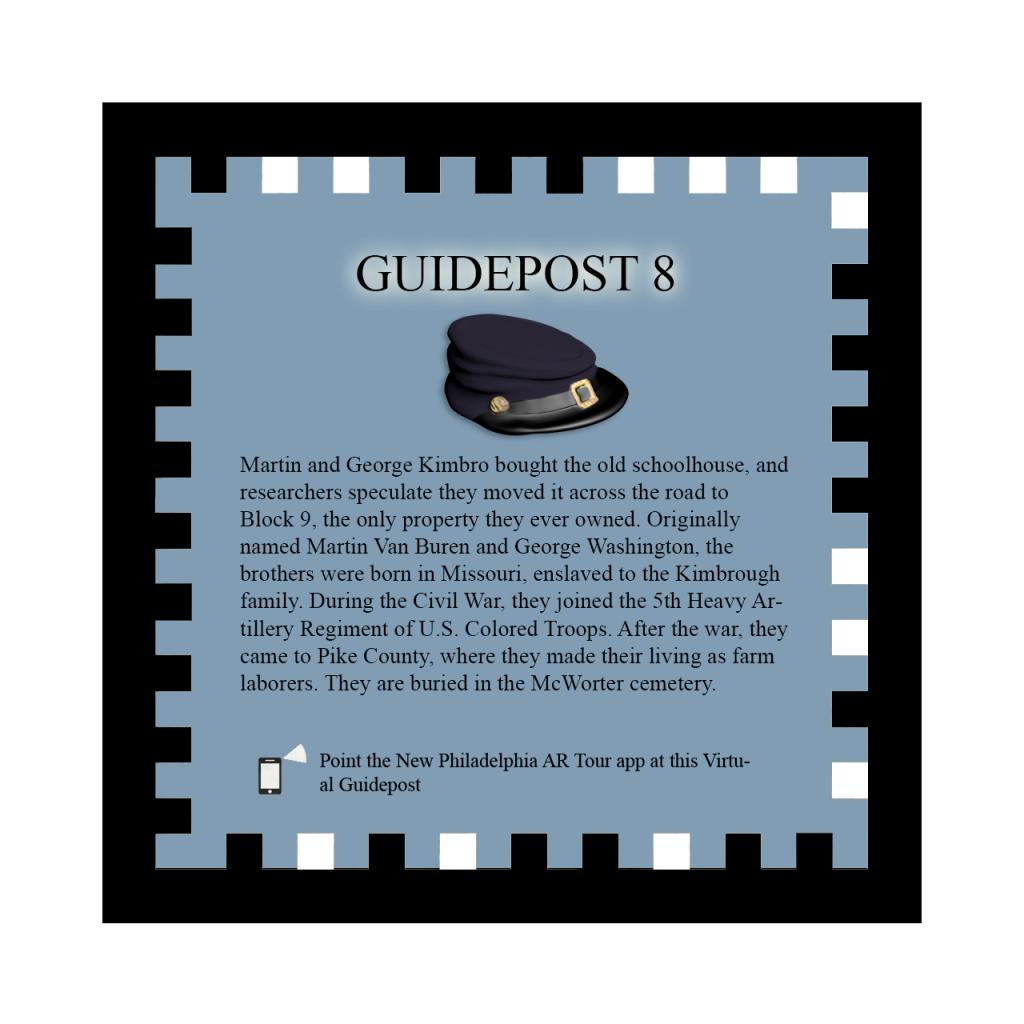 GUIDEPOST 8
Martin and George Kimbro bought the old schoolhouse, and
researchers speculate they moved it across the road to
Block 9, the only property they ever owned. Originally
named Martin Van Buren and George Washington, the
brothers were born in Missouri, enslaved to the Kimbrough
family. During the Civil War, they joined the 5th Heavy Ar-
tillery Regiment of U.S. Colored Troops. After the war, they
came to Pike County, where they made their living as farm
laborers. They are buried in the McWorter cemetery.
Point the New Philadelphia AR Tour app at this Virtu-
al Guidepost